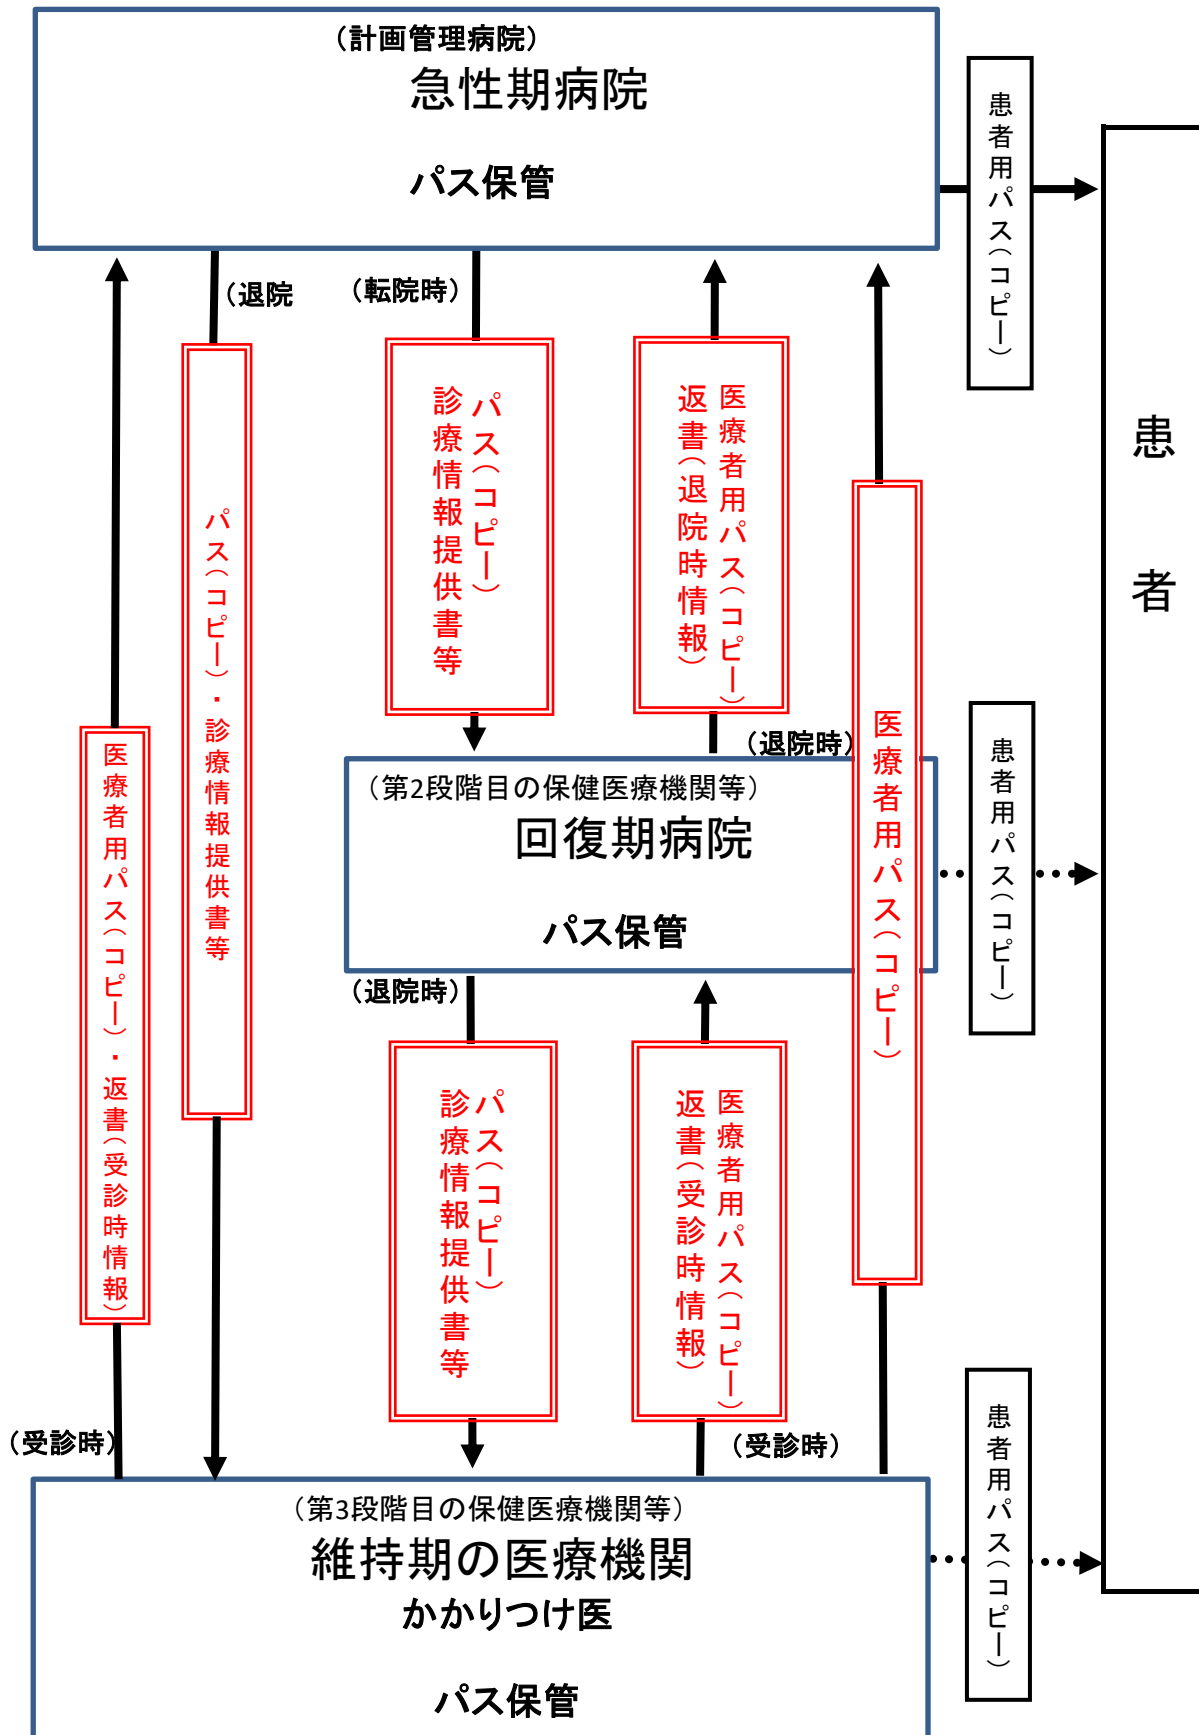 （計画管理病院）
急性期病院
パス保管
患者用パス（コピー）
患者
（退院
（転院時）
パス（コピー）
診療情報提供書等
医療者用パス（コピー）
返書（退院時情報）
パス（コピー）・診療情報提供書等
医療者用パス（コピー）・返書（受診時情報）
医療者用パス（コピー）
（退院時）
（第2段階目の保健医療機関等）
回復期病院
パス保管
患者用パス（コピー）
（退院時）
パス（コピー）
診療情報提供書等
医療者用パス（コピー）
返書（受診時情報）
（受診時）
（受診時）
（第3段階目の保健医療機関等）
維持期の医療機関
かかりつけ医
パス保管
患者用パス（コピー）